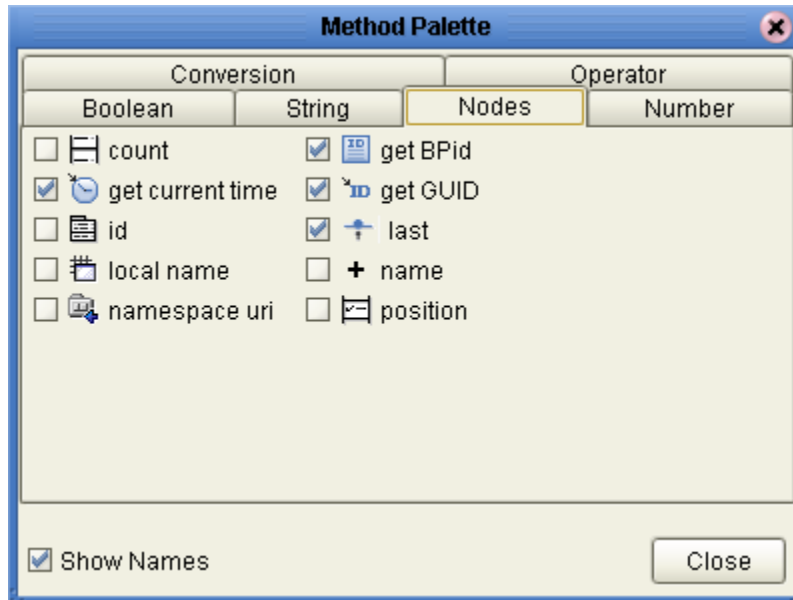 Method Palette
Conversion Operator
Boolean String Nodes Number
count get BPid
get current time ID get GUID
id last
local name name
namespace uri position
Show Names Close